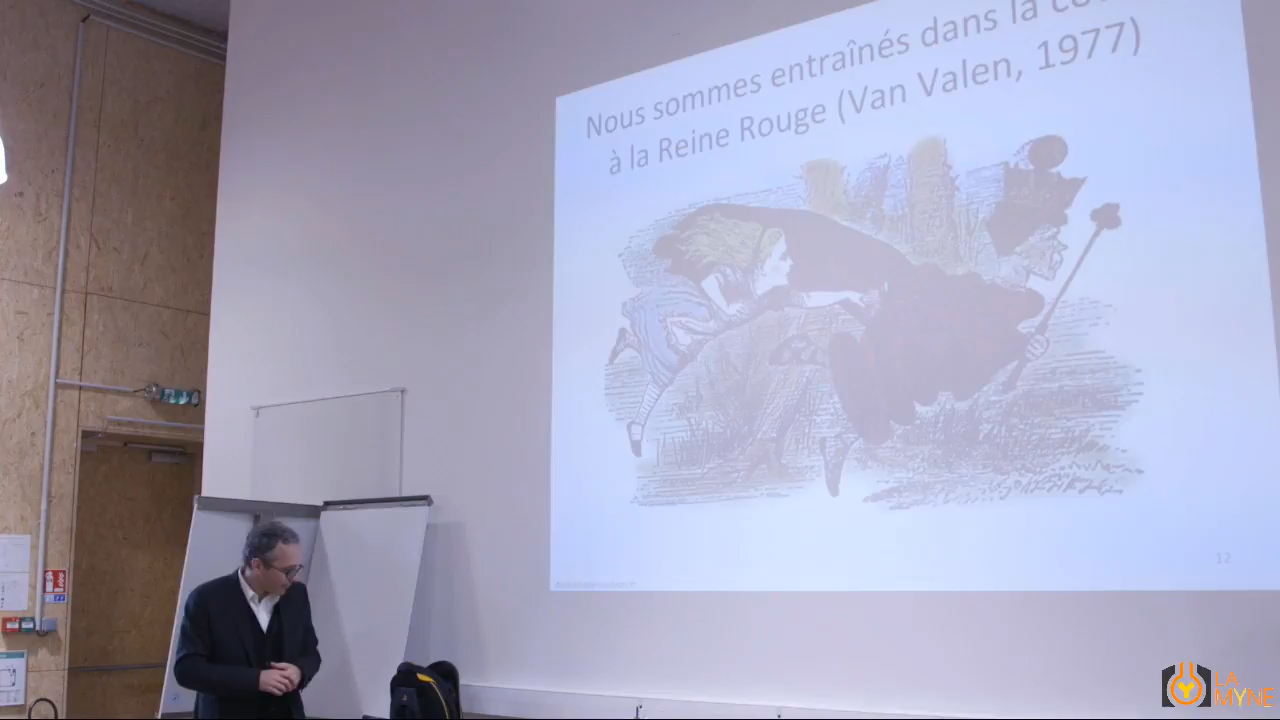 Nous sommes entraînés dans la
à la Reine Rouge (Van Valen, 1977)
12
LA
MYNE